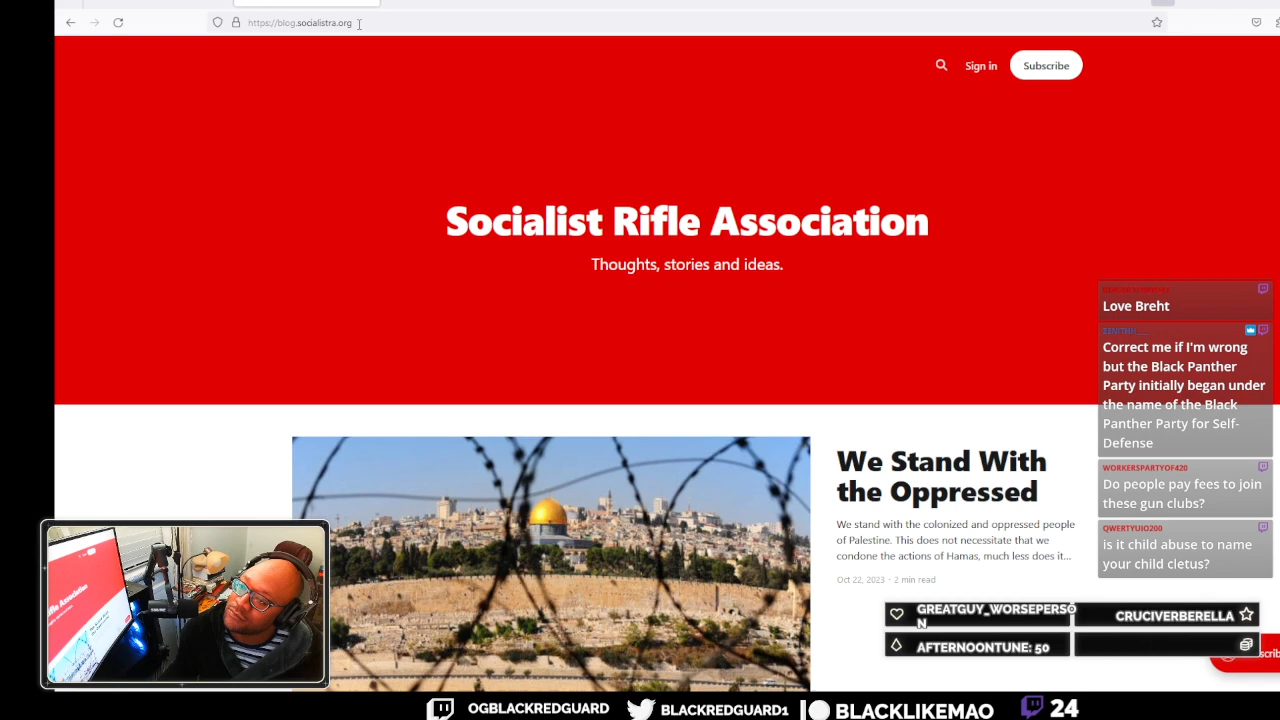 https://blog.socialistra.org
Sign in
Subscribe
Socialist Rifle Association
Thoughts, stories and ideas.
Love Breht
Correct me if I'm wrong
but the Black Panther
Party initially began under
the name of the Black
Panther Party for Self-
Defense
WORKERSPARTYOF420
Do people pay fees to join
these gun clubs?
QWERTYUIO200
is it child abuse to name
your child cletus?
We Stand With
the Oppressed
We stand with the colonized and oppressed people
of Palestine. This does not necessitate that we
condone the actions of Hamas, much less does it...
Oct 22, 2023 · 2 min read
GREATGUY_WORSEPERSO
N
CRUCIVERBERELLA
AFTERNOONTUNE: 50
OGBLACKREDGUARD
BLACKREDGUARD1
BLACKLIKEMAO
24